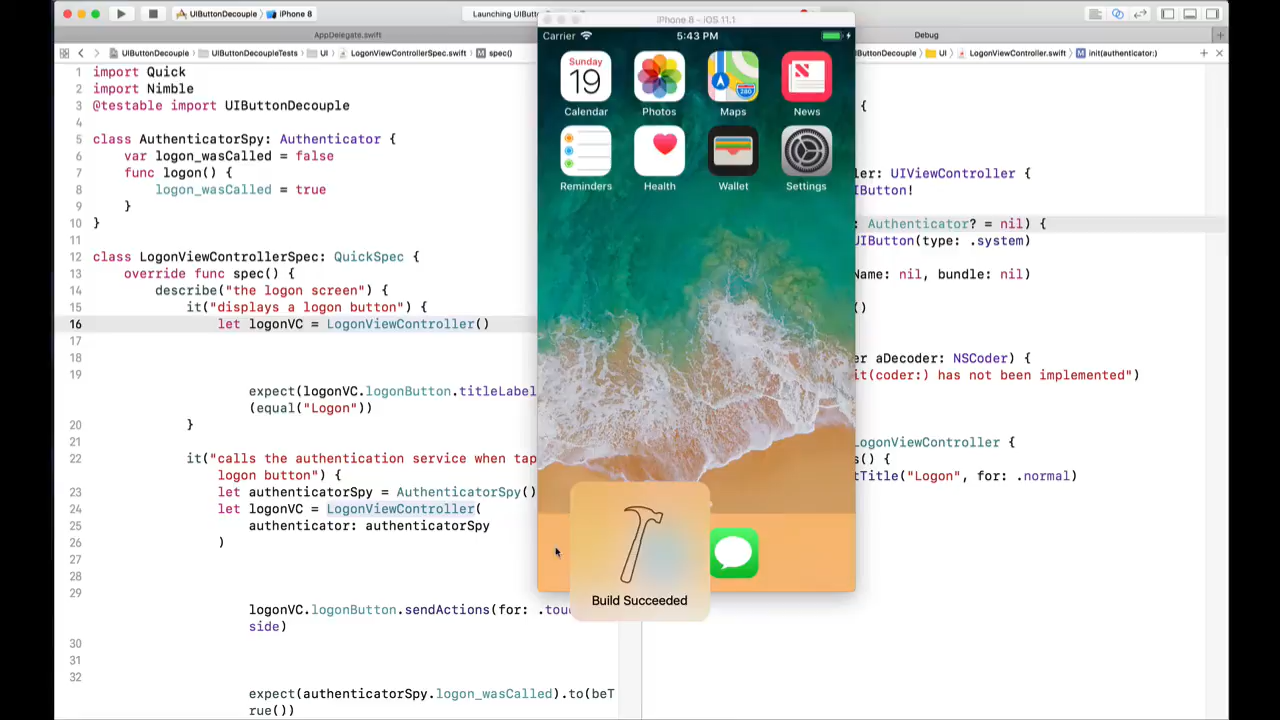 UIButtonDecouple
iPhone 8
Launching UIBu
AppDelegate.swift
UIButtonDecouple
UIButtonDecoupleTests
UI
LogonViewControllerSpec.swift
spec()
1 import Quick
2 import Nimble
3 @testable import UIButtonDecouple
4
5 class AuthenticatorSpy: Authenticator {
6 var logon_wasCalled = false
7 func logon() {
8 logon_wasCalled = true
9 }
10 }
11
12 class LogonViewControllerSpec: QuickSpec {
13 override func spec() {
14 describe("the logon screen") {
15 it("displays a logon button") {
16 let logonVC = LogonViewController()
17
18
19
expect(logonVC.logonButton.titleLabel
(equal("Logon"))
20 }
21
22 it("calls the authentication service when tap
logon button") {
23 let authenticatorSpy = AuthenticatorSpy()
24 let logonVC = LogonViewController(
25 authenticator: authenticatorSpy
26 )
27
28
29
logonVC.logonButton.sendActions(for: .tou
side)
30
31
32
expect(authenticatorSpy.logon_wasCalled).to(beT
rue())
iPhone 8 - iOS 11.1
Carrier
5:43 PM
Sunday
19
Calendar
Photos
280
Maps
News
Reminders
Health
Wallet
Settings
Build Succeeded
Debug
UIButtonDecouple
UI
LogonViewController.swift
init(authenticator:)
{
ler: UIViewController {
IButton!
: Authenticator? = nil) {
UIButton(type: .system)
Name: nil, bundle: nil)
()
er aDecoder: NSCoder) {
it(coder:) has not been implemented")
LogonViewController {
s() {
tTitle("Logon", for: .normal)